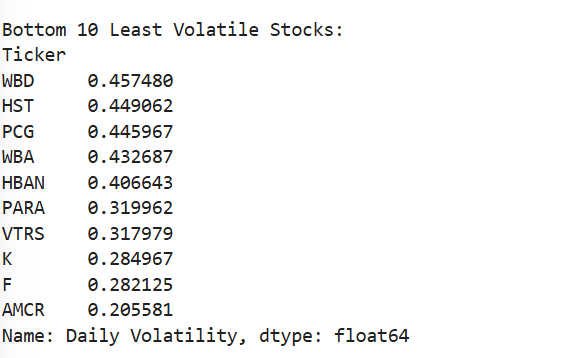 Bottom 10 Least Volatile Stocks:
Ticker
WBD     0.457480
HST     0.449062
PCG     0.445967
WBA     0.432687
HBAN    0.406643
PARA    0.319962
VTRS    0.317979
K       0.284967
F       0.282125
AMCR    0.205581
Name: Daily Volatility, dtype: float64